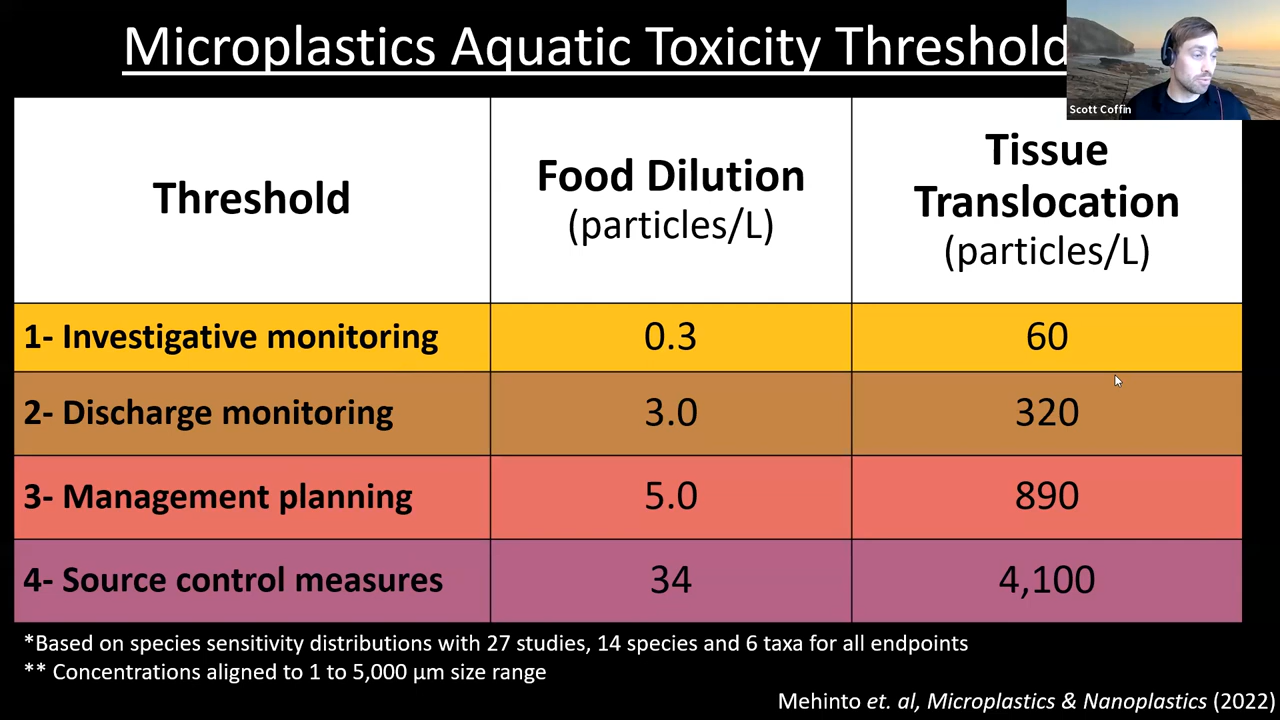 Microplastics Aquatic Toxicity Threshold
Scott Coffin
Threshold
Food Dilution
(particles/L)
Tissue
Translocation
(particles/L)
1- Investigative monitoring
0.3
60
2- Discharge monitoring
3.0
320
3- Management planning
5.0
890
4- Source control measures
34
4,100
*Based on species sensitivity distributions with 27 studies, 14 species and 6 taxa for all endpoints
** Concentrations aligned to 1 to 5,000 µm size range
Mehinto et. al, Microplastics & Nanoplastics (2022)